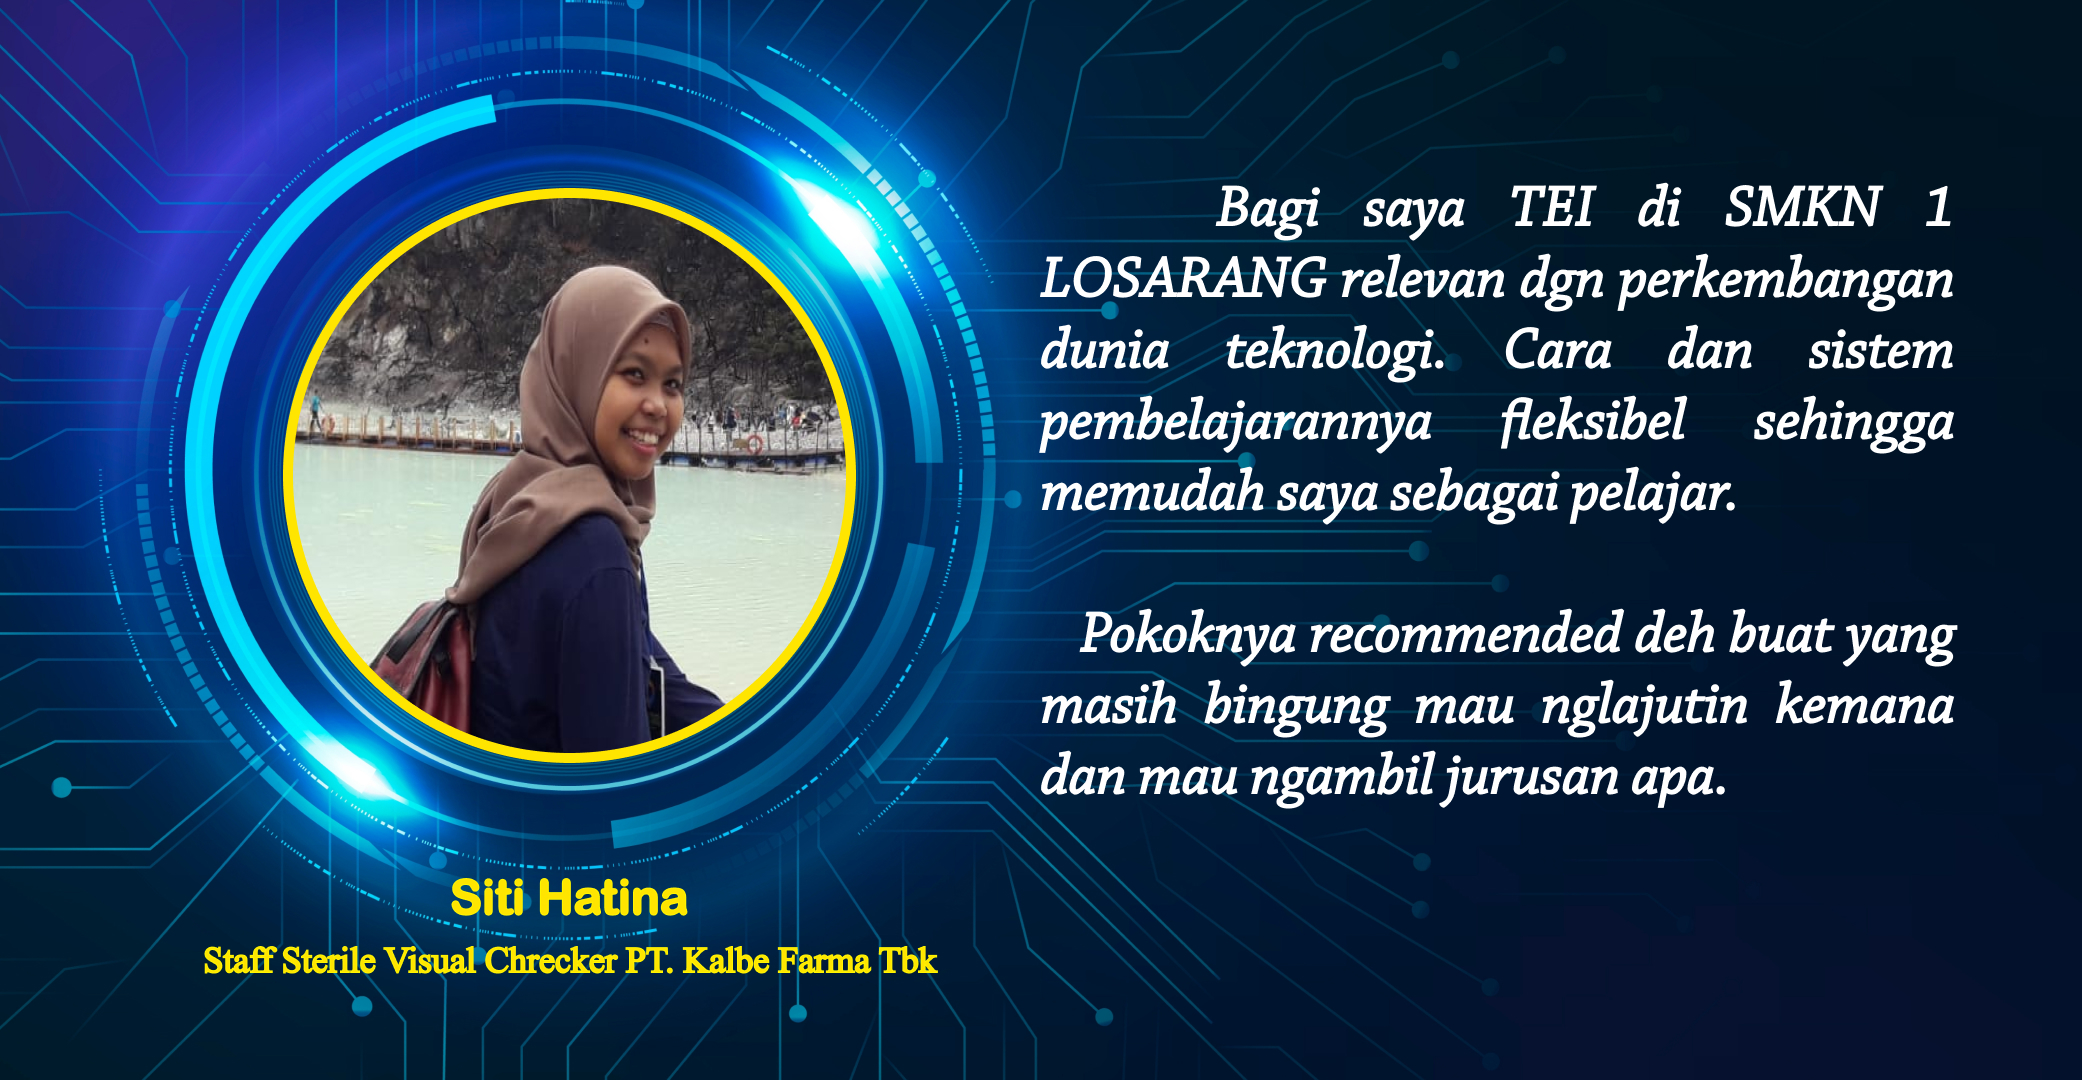 Bagi saya TEI di SMKN 1
LOSARANG relevan dgn perkembangan
dunia teknologi. Cara dan sistem
pembelajarannya fleksibel sehingga
memudah saya sebagai pelajar.
Pokoknya recommended deh buat yang
masih bingung mau nglajutin kemana
dan mau ngambil jurusan apa.
Siti Hatina
Staff Sterile Visual Chrecker PT. Kalbe Farma Tbk